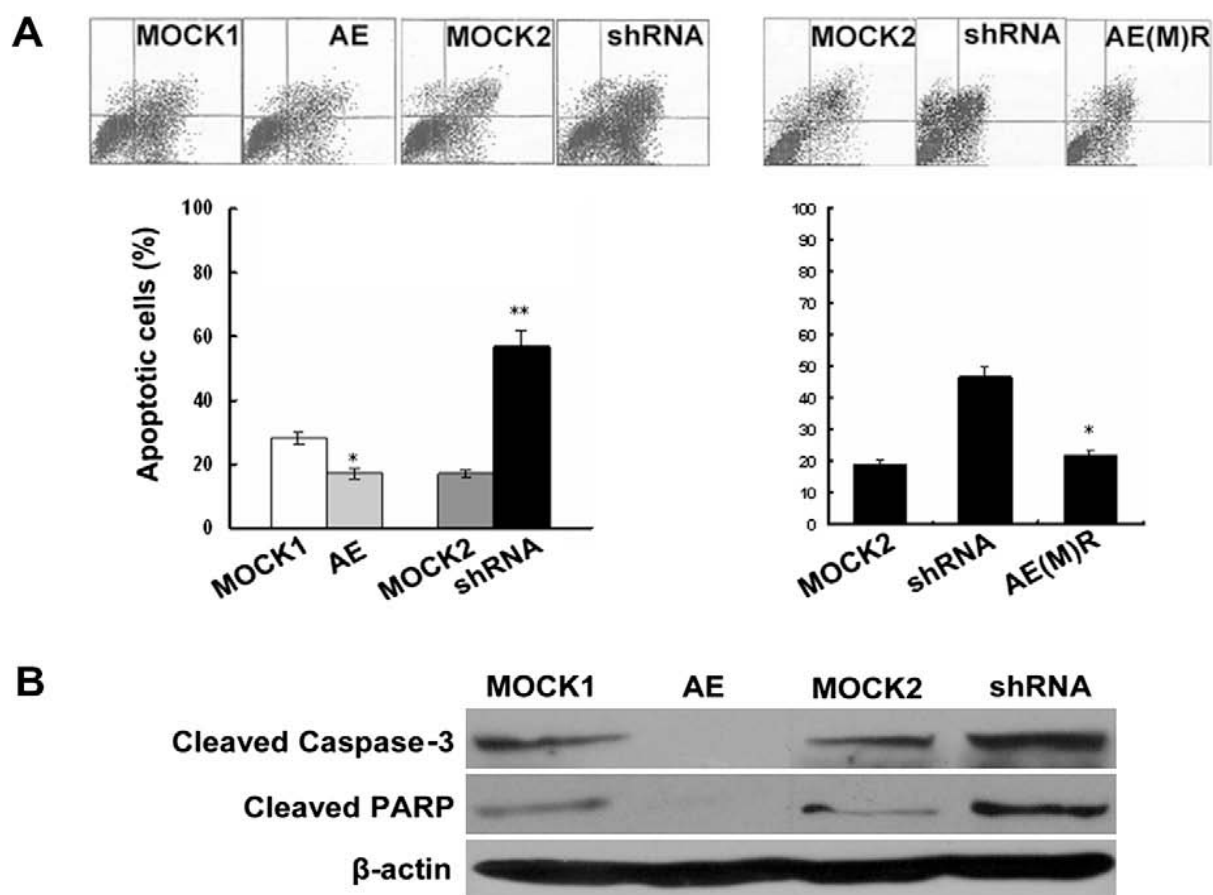 A
MOCK1 AE MOCK2 shRNA MOCK2 shRNA AE(M)R
Apoptotic cells (%)
100
80
60
40
20
0
**
*
MOCK1 AE MOCK2 shRNA
100
90
80
70
60
50
40
30
20
10
0
*
MOCK2 shRNA AE(M)R
B
MOCK1 AE MOCK2 shRNA
Cleaved Caspase-3
Cleaved PARP
β-actin